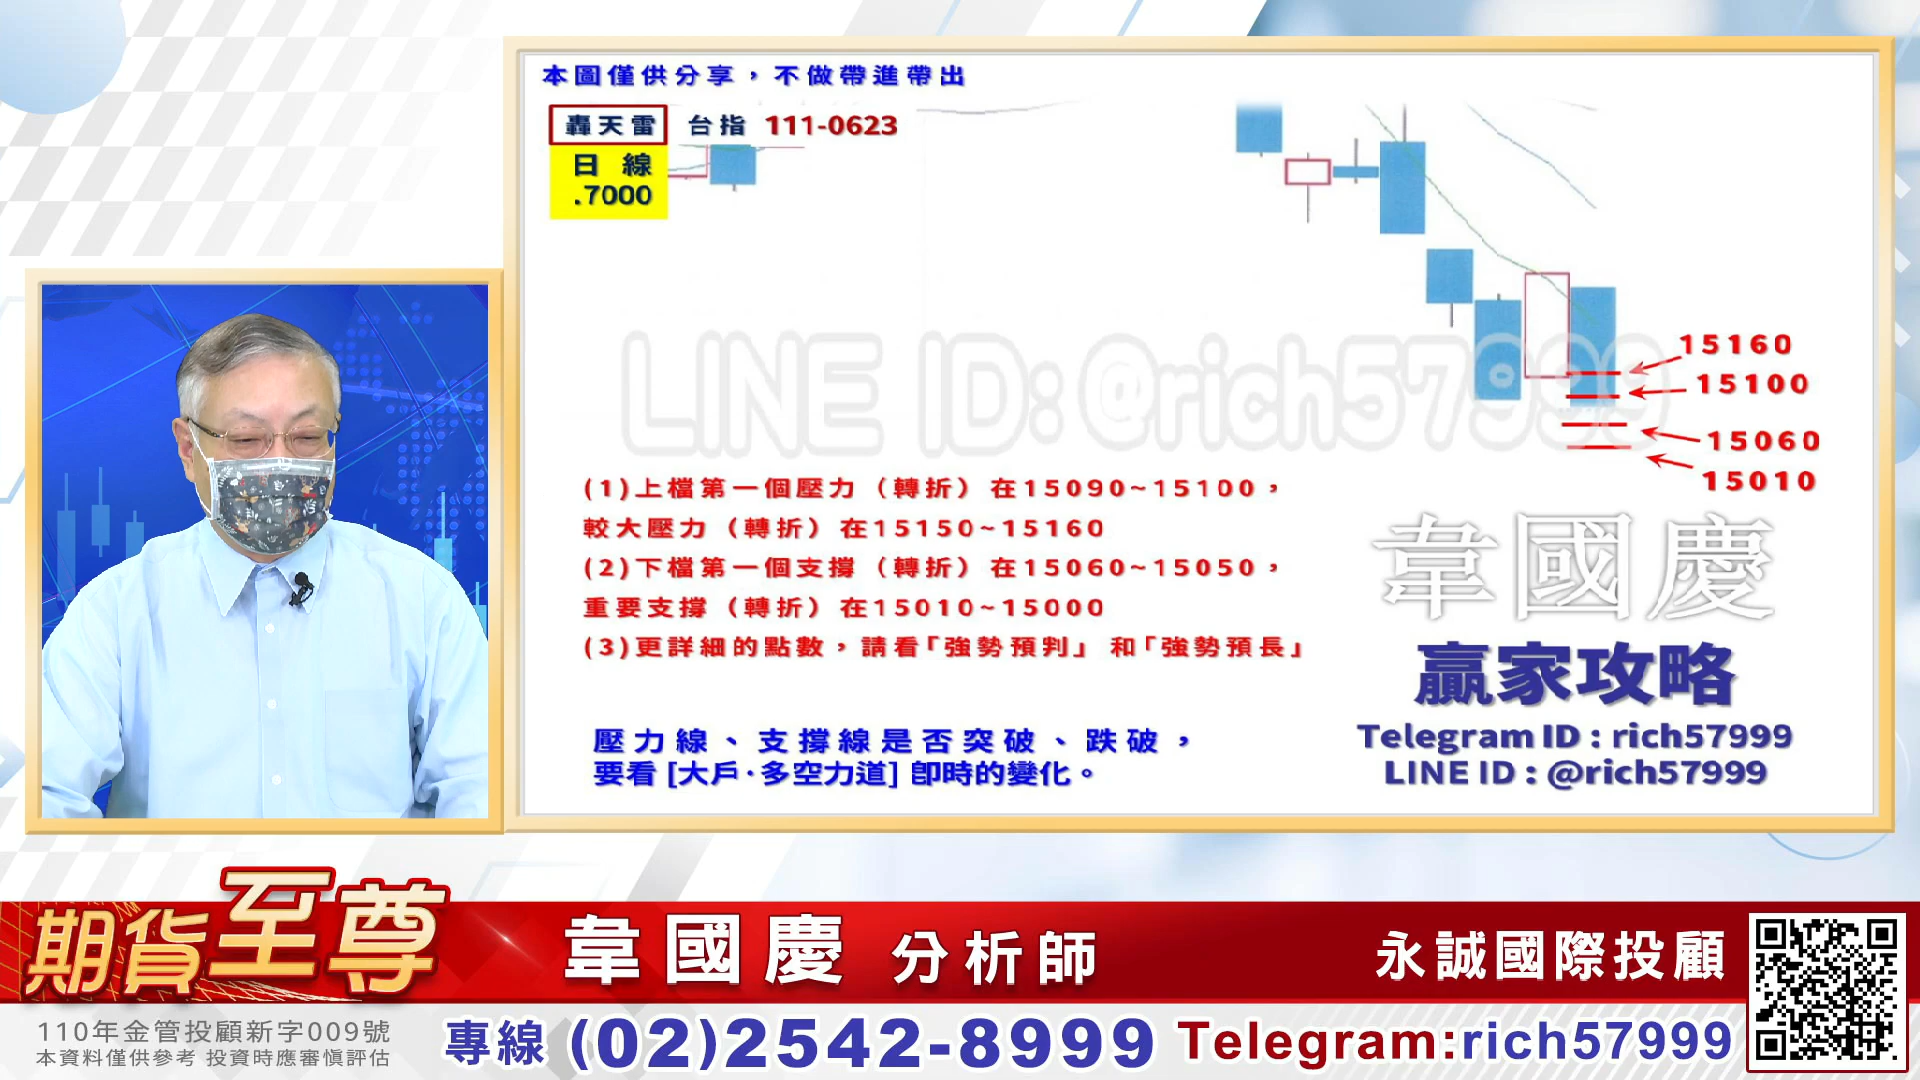 本圖僅供分享，不做帶進帶出
轟天雷 台指 111-0623
日線
.7000
LINE ID:@rich57999
15160
15100
15060
15010
(1)上檔第一個壓力（轉折）在15090~15100，
較大壓力（轉折）在15150~15160
(2)下檔第一個支撐（轉折）在15060~15050，
重要支撐（轉折）在15010~15000
(3)更詳細的點數，請看「強勢預判」和「強勢預長」
壓力線、支撐線是否突破、跌破，
要看[大戶·多空力道]即時的變化。
韋國慶
贏家攻略
Telegram ID : rich57999
LINE ID : @rich57999
期貨至尊
韋國慶 分析師
永誠國際投顧
110年金管投顧新字009號
本資料僅供參考 投資時應審慎評估
專線 (02)2542-8999
Telegram:rich57999